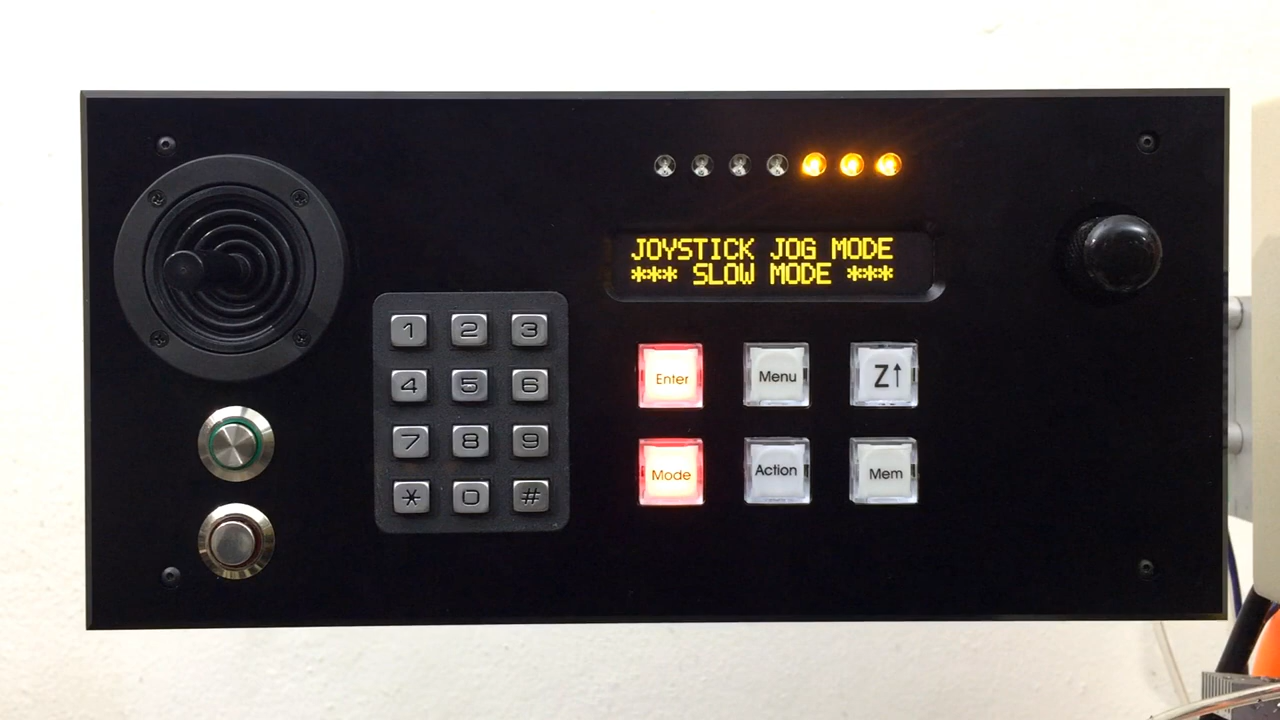 JOYSTICK JOG MODE
*** SLOW MODE ***
1 2 3
4 5 6
7 8 9
* 0 #
Enter Menu Z↑
Mode Action Mem